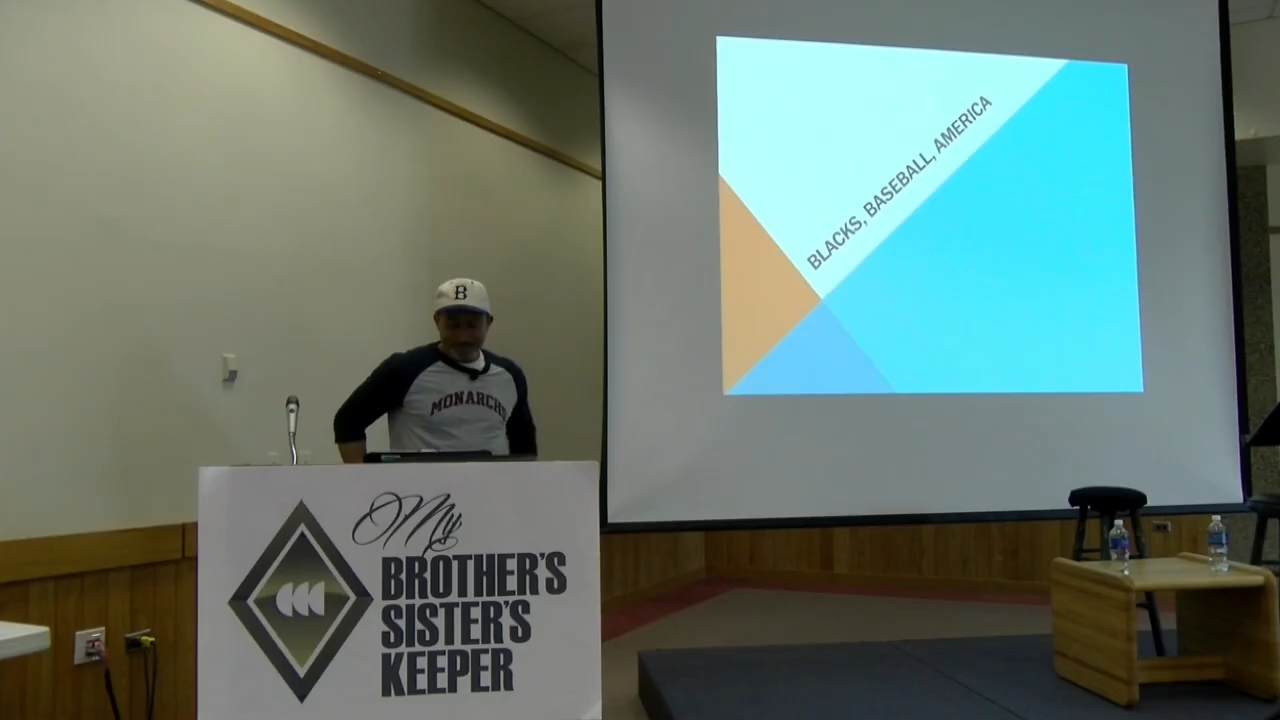 BLACKS, BASEBALL, AMERICA
B
MONARCHS
My
BROTHER'S
SISTER'S
KEEPER